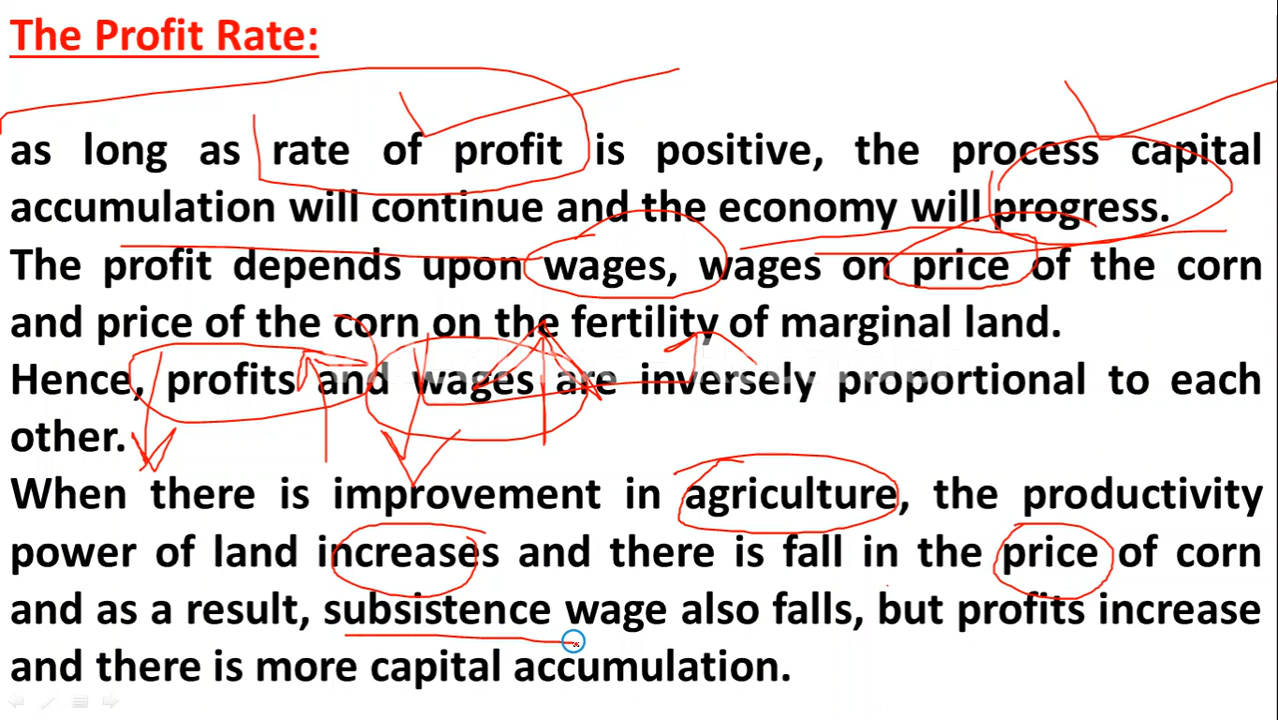 The Profit Rate:
as long as rate of profit is positive, the process capital
accumulation will continue and the economy will progress.
The profit depends upon wages, wages on price of the corn
and price of the corn on the fertility of marginal land.
Hence, profits and wages are inversely proportional to each
other.
When there is improvement in agriculture, the productivity
power of land increases and there is fall in the price of corn
and as a result, subsistence wage also falls, but profits increase
and there is more capital accumulation.